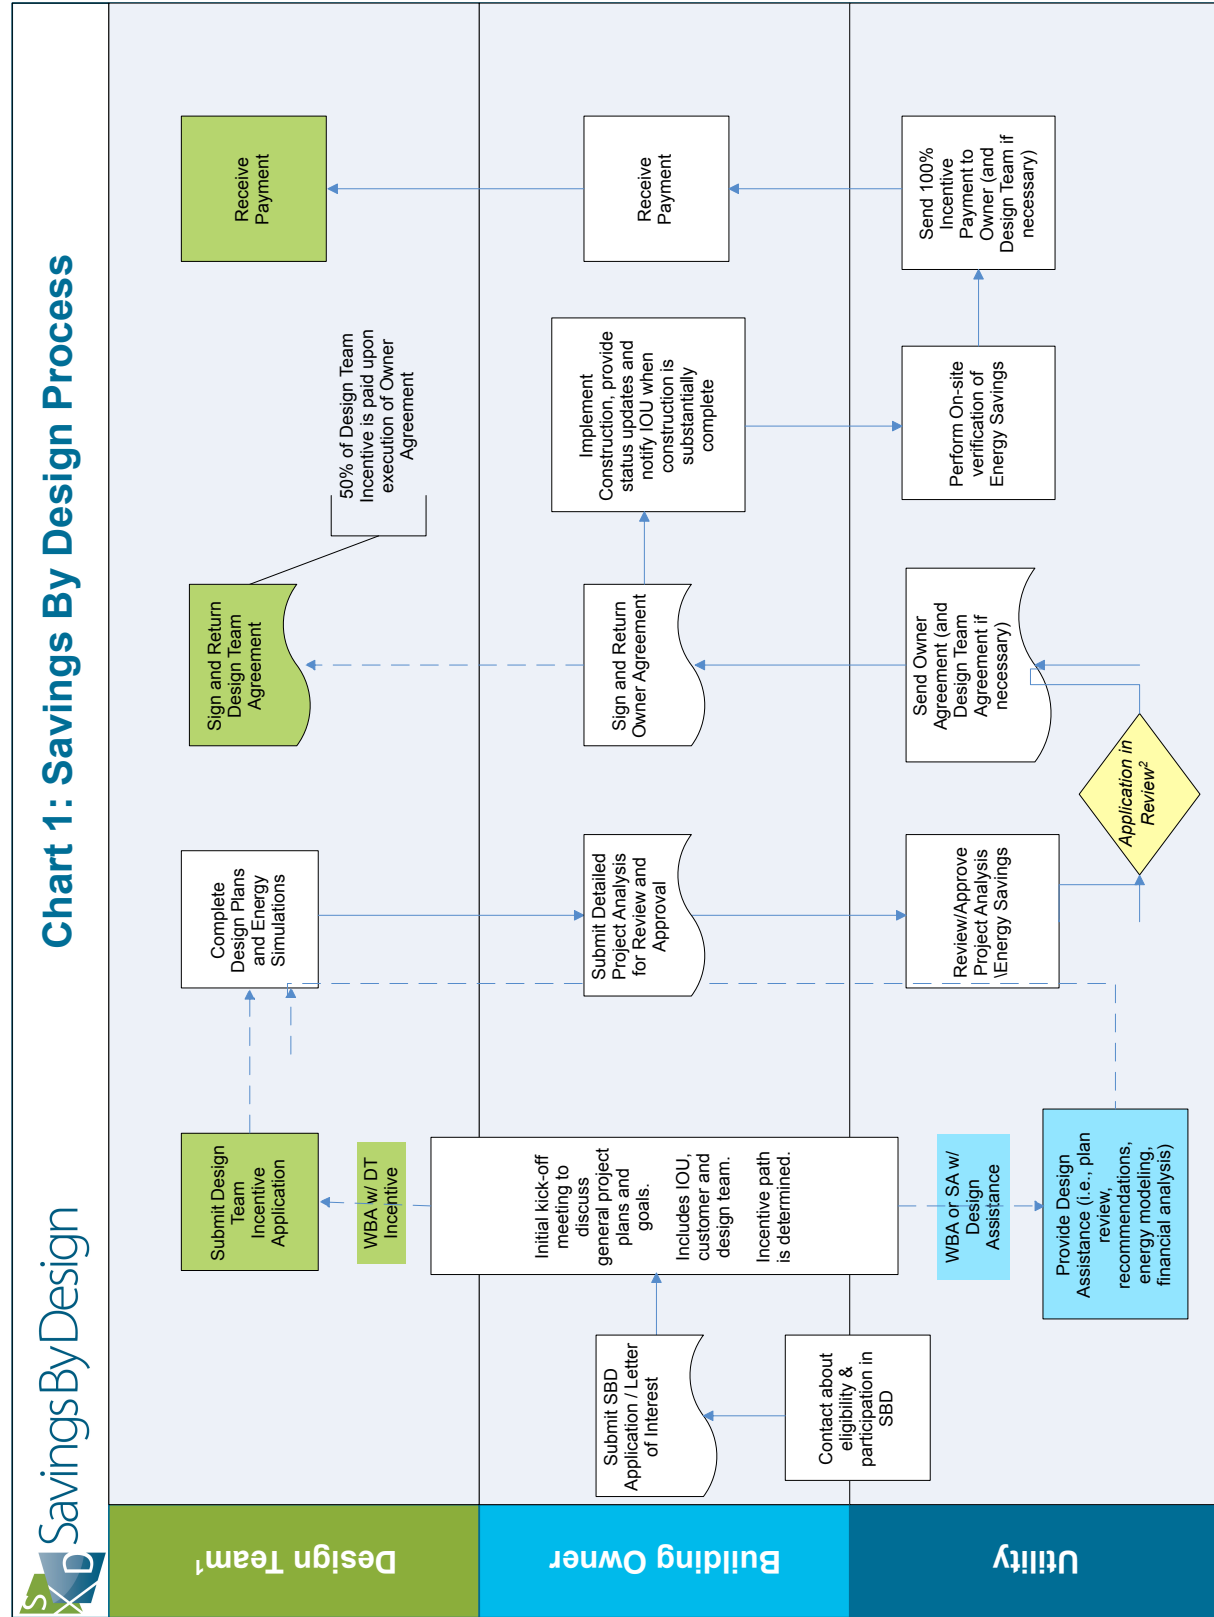 SXD SavingsByDesign
Chart 1: Savings By Design Process
Design Team¹
Submit Design
Team
Incentive
Application
WBA w/ DT
Incentive
Complete
Design Plans
and Energy
Simulations
Sign and Return
Design Team
Agreement
50% of Design Team
Incentive is paid upon
execution of Owner
Agreement
Receive
Payment
Building Owner
Submit SBD
Application / Letter
of Interest
Contact about
eligibility &
participation in
SBD
Initial kick-off
meeting to
discuss
general project
plans and
goals.
Includes IOU,
customer and
design team.
Incentive path
is determined.
Submit Detailed
Project Analysis
for Review and
Approval
Sign and Return
Owner Agreement
Implement
Construction, provide
status updates and
notify IOU when
construction is
substantially
complete
Receive
Payment
Utility
WBA or SA w/
Design
Assistance
Provide Design
Assistance (i.e., plan
review,
recommendations,
energy modeling,
financial analysis)
Review/Approve
Project Analysis
\Energy Savings
Application in
Review²
Send Owner
Agreement (and
Design Team
Agreement if
necessary)
Perform On-site
verification of
Energy Savings
Send 100%
Incentive
Payment to
Owner (and
Design Team if
necessary)